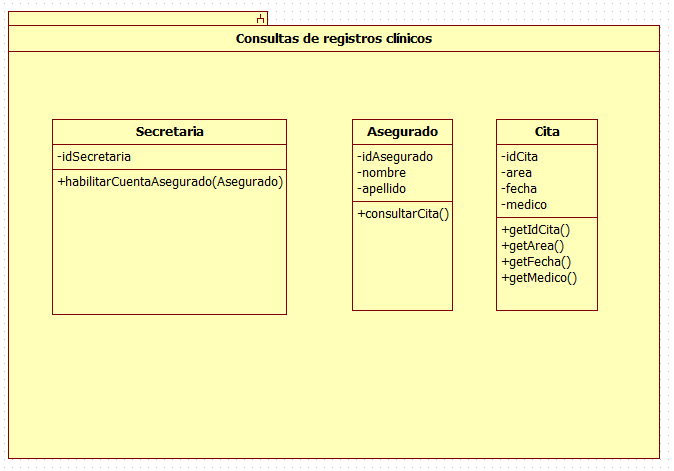 Consultas de registros clínicos
Secretaria
-idSecretaria
+habilitarCuentaAsegurado(Asegurado)
Asegurado
-idAsegurado
-nombre
-apellido
+consultarCita()
Cita
-idCita
-area
-fecha
-medico
+getIdCita()
+getArea()
+getFecha()
+getMedico()